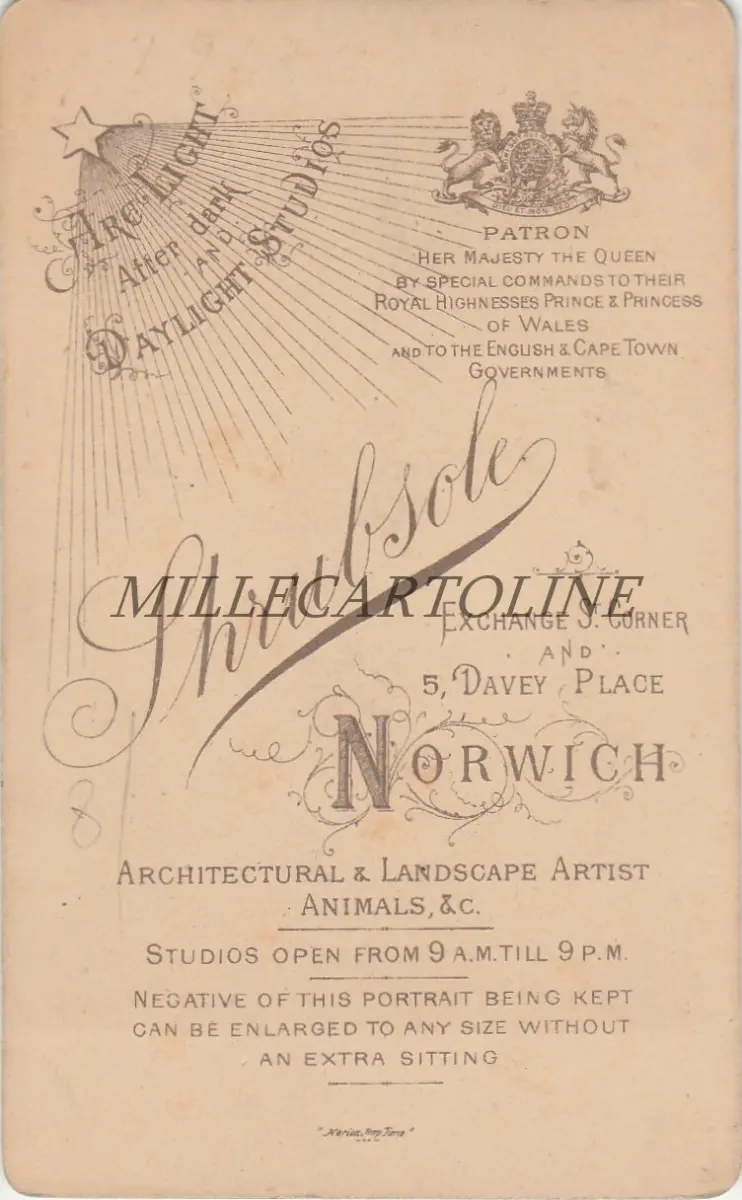 Arc Light
After dark
AND
Daylight Studios
DIEU ET MON DROIT
PATRON
HER MAJESTY THE QUEEN
BY SPECIAL COMMANDS TO THEIR
ROYAL HIGHNESSES PRINCE & PRINCESS
OF WALES
AND TO THE ENGLISH & CAPE TOWN
GOVERNMENTS
Shrubsole
MILLECARTOLINE
EXCHANGE ST. CORNER
AND
5, DAVEY PLACE
NORWICH
ARCHITECTURAL & LANDSCAPE ARTIST
ANIMALS, &C.
STUDIOS OPEN FROM 9 A.M. TILL 9 P.M.
NEGATIVE OF THIS PORTRAIT BEING KEPT
CAN BE ENLARGED TO ANY SIZE WITHOUT
AN EXTRA SITTING
8